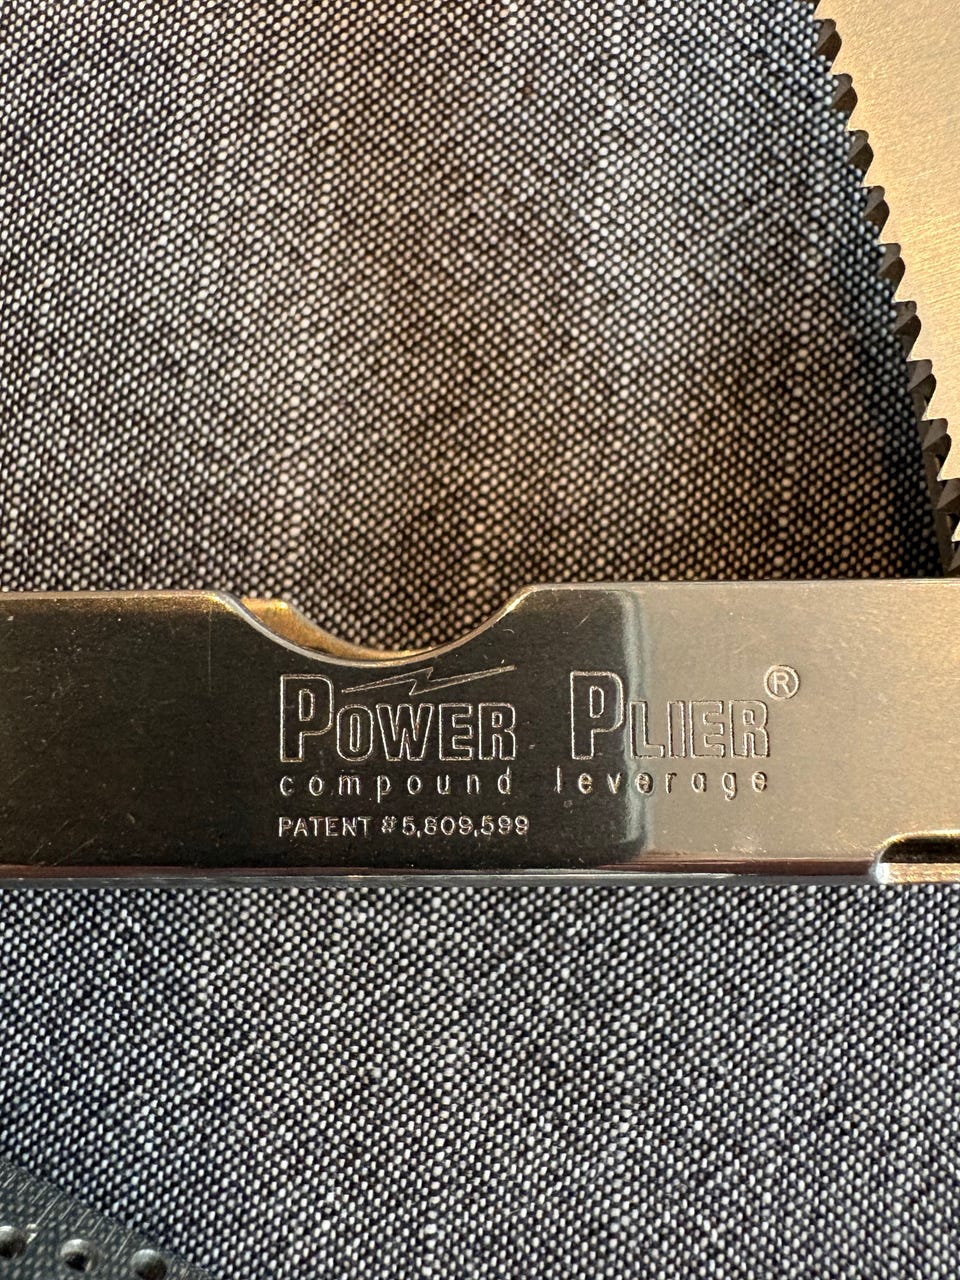 POWER PLIER®
compound leverage
PATENT #5,809,599